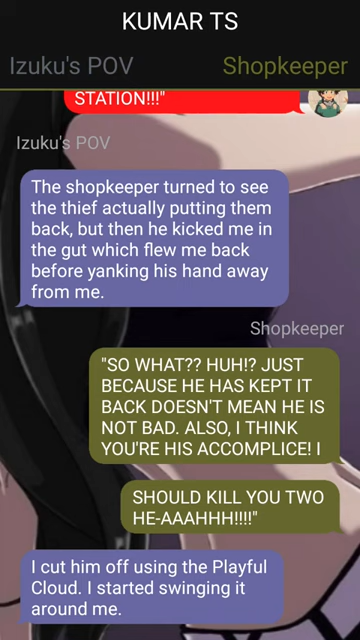 KUMAR TS
Izuku's POV
Shopkeeper
STATION!!!"
Izuku's POV
The shopkeeper turned to see
the thief actually putting them
back, but then he kicked me in
the gut which flew me back
before yanking his hand away
from me.
Shopkeeper
"SO WHAT?? HUH!? JUST
BECAUSE HE HAS KEPT IT
BACK DOESN'T MEAN HE IS
NOT BAD. ALSO, I THINK
YOU'RE HIS ACCOMPLICE! I
SHOULD KILL YOU TWO
HE-AAAHHH!!!!"
I cut him off using the Playful
Cloud. I started swinging it
around me.